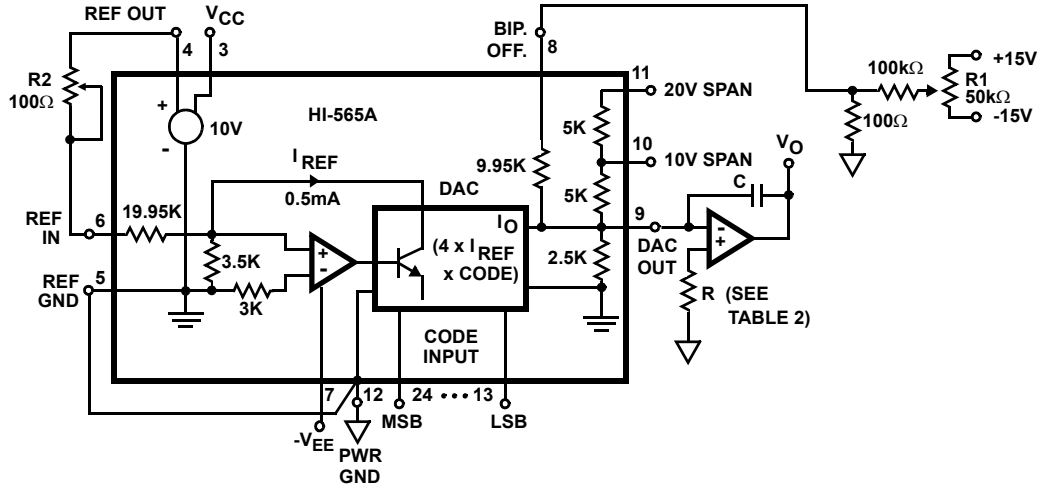 REF OUT
VCC
4
3
BIP.
OFF.
8
R2
100Ω
+
-
10V
HI-565A
11
20V SPAN
5K
10
10V SPAN
5K
9.95K
100kΩ
R1
50kΩ
+15V
-15V
100Ω
VO
IREF
0.5mA
DAC
C
REF
IN
6
19.95K
3.5K
+
-
IO
(4 x IREF
x CODE)
9
DAC
OUT
2.5K
-
+
REF
GND
5
3K
R (SEE
TABLE 2)
CODE
INPUT
7
12
24 • • • 13
MSB
LSB
-VEE
PWR
GND